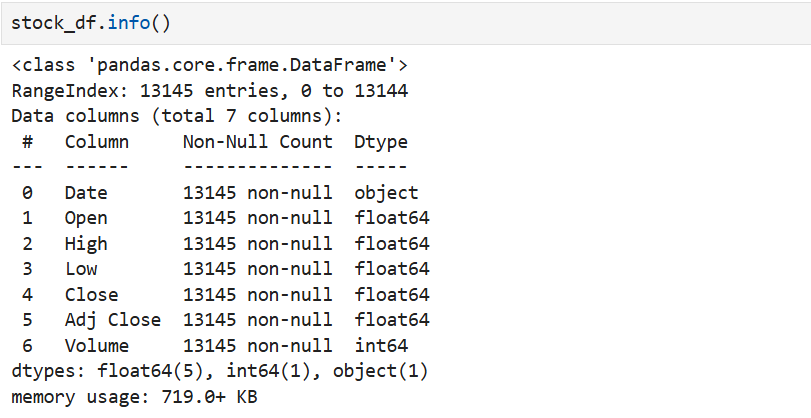 stock_df.info()
<class 'pandas.core.frame.DataFrame'>
RangeIndex: 13145 entries, 0 to 13144
Data columns (total 7 columns):
 #   Column     Non-Null Count  Dtype
---  ------     --------------  -----
 0   Date       13145 non-null  object
 1   Open       13145 non-null  float64
 2   High       13145 non-null  float64
 3   Low        13145 non-null  float64
 4   Close      13145 non-null  float64
 5   Adj Close  13145 non-null  float64
 6   Volume     13145 non-null  int64
dtypes: float64(5), int64(1), object(1)
memory usage: 719.0+ KB